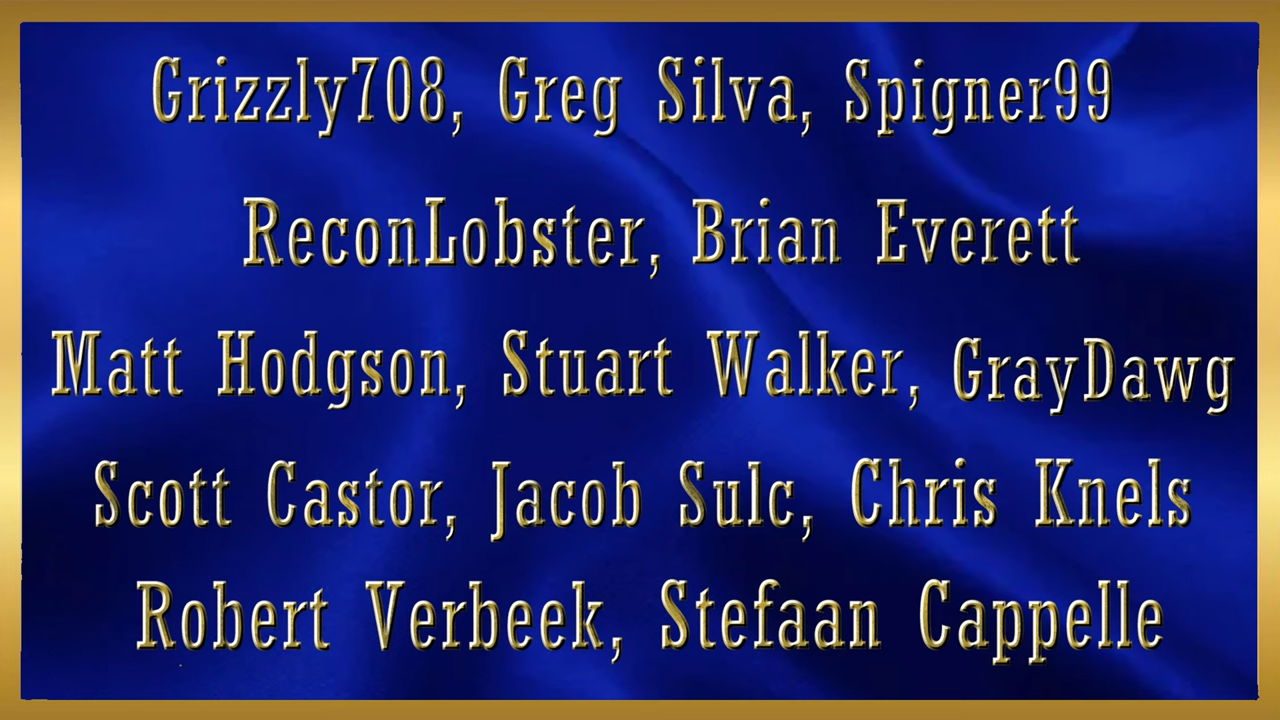 Grizzly708, Greg Silva, Spigner99
ReconLobster, Brian Everett
Matt Hodgson, Stuart Walker, GrayDawg
Scott Castor, Jacob Sulc, Chris Knels
Robert Verbeek, Stefaan Cappelle